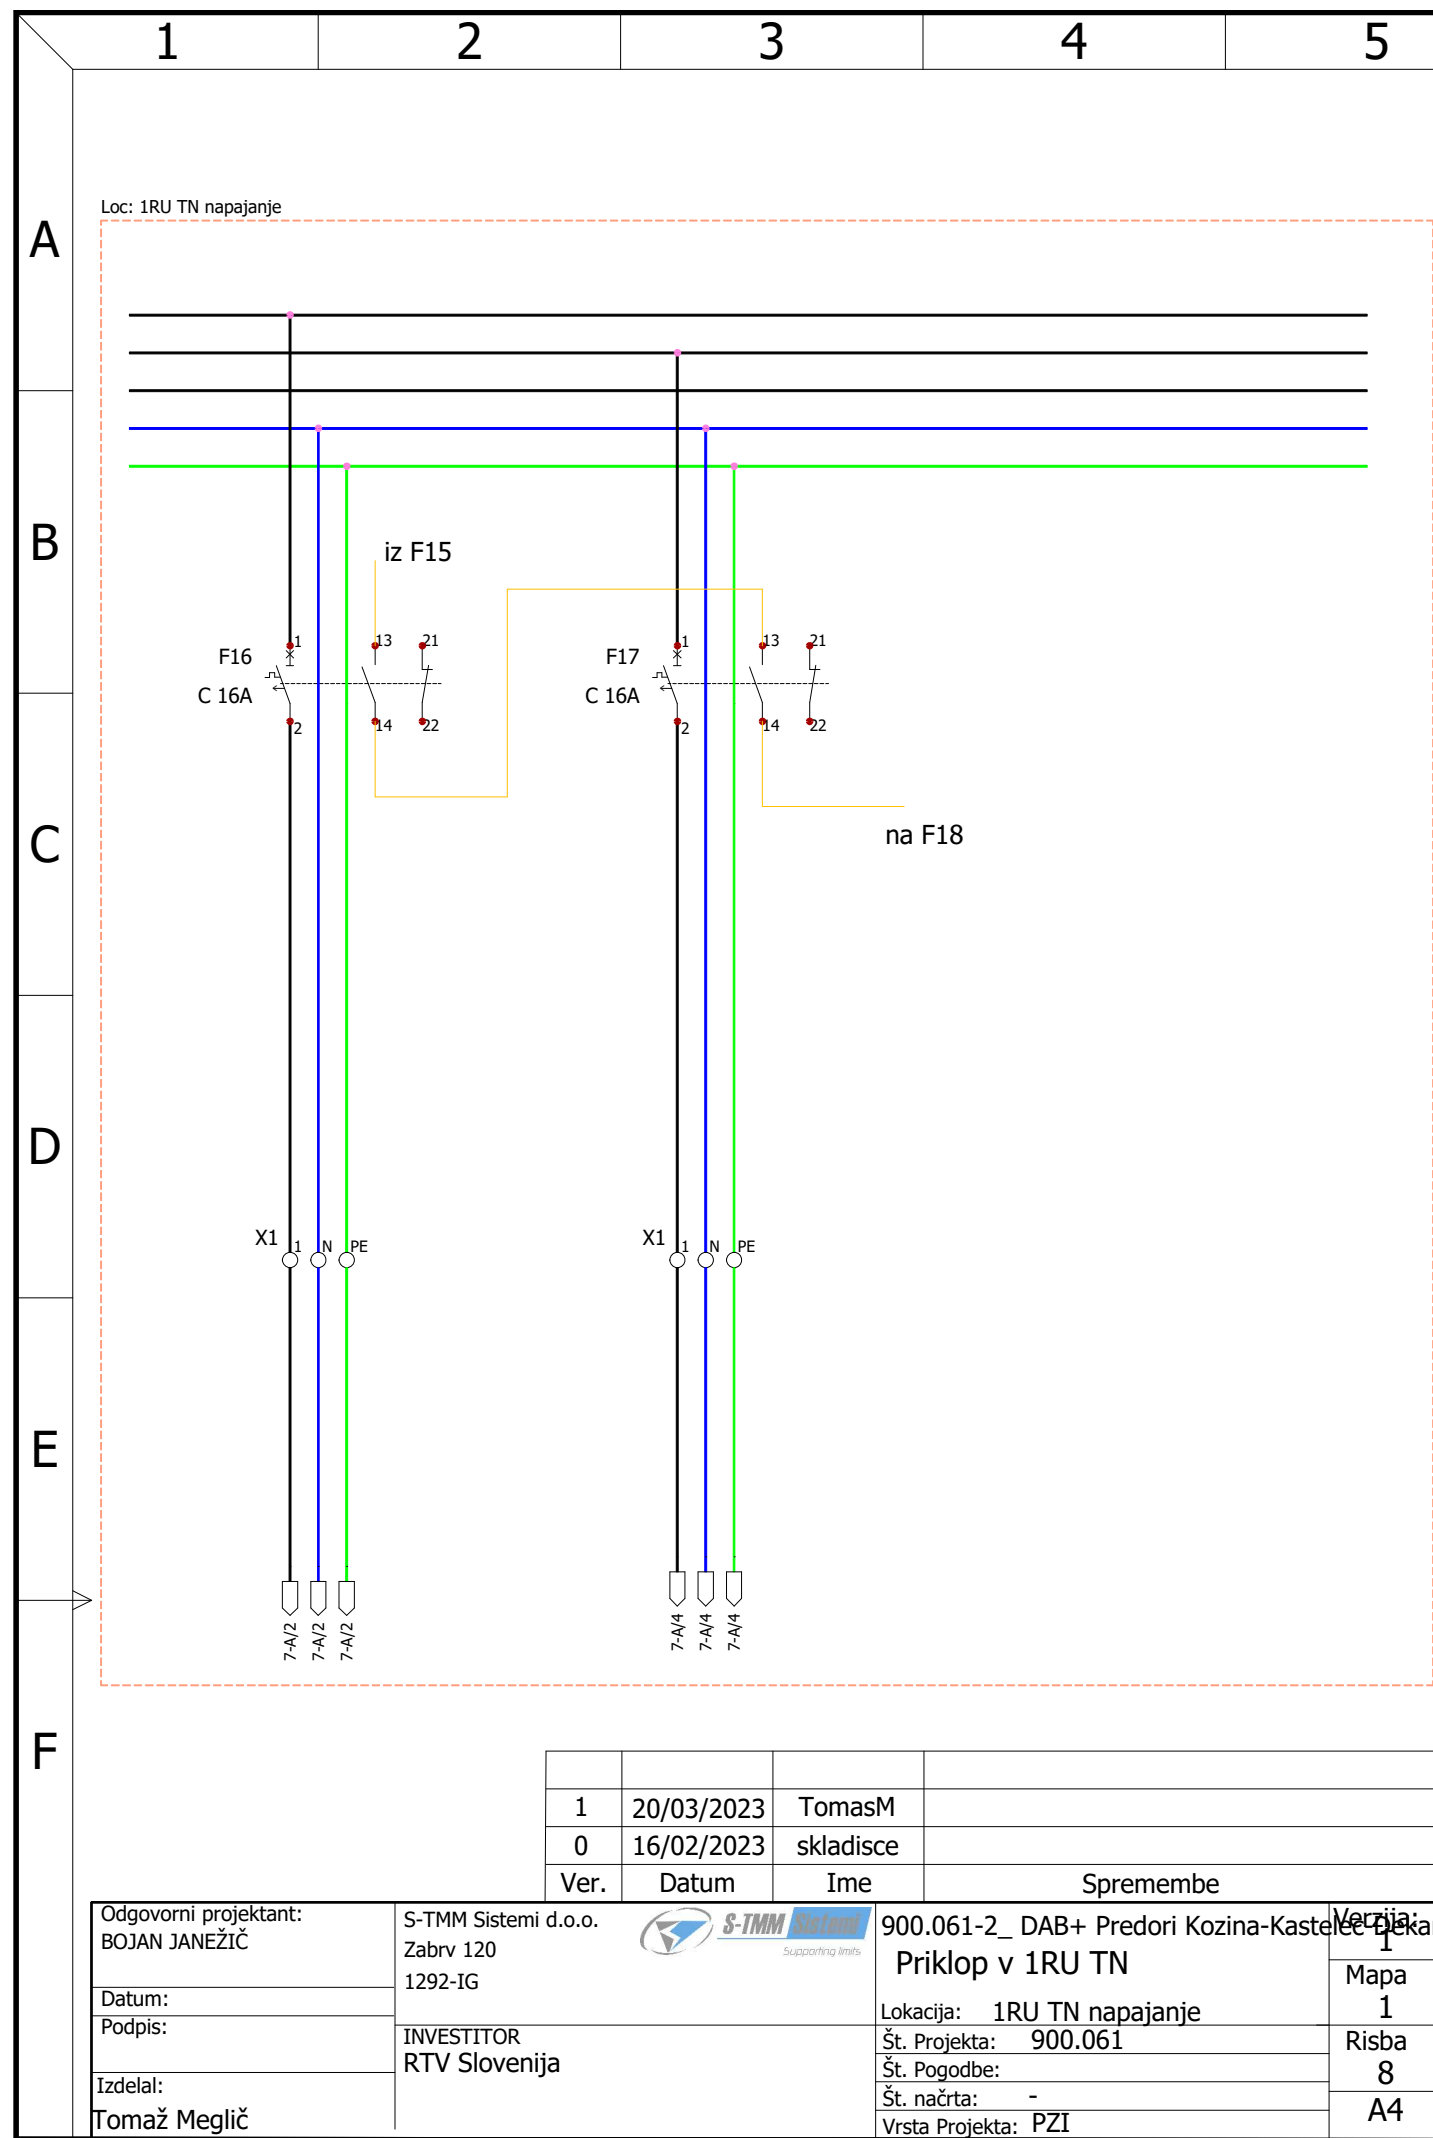 1 2 3 4 5
Loc: 1RU TN napajanje
A
B
iz F15
F16 1 13 21
C 16A
2 14 22
F17 1 13 21
C 16A
2 14 22
C
na F18
D
X1 1 N PE
X1 1 N PE
E
7-A/2 7-A/2 7-A/2
7-A/4 7-A/4 7-A/4
F
1 20/03/2023 TomasM
0 16/02/2023 skladisce
Ver. Datum Ime Spremembe
Odgovorni projektant:
BOJAN JANEŽIČ
Datum:
Podpis:
Izdelal:
Tomaž Meglič
S-TMM Sistemi d.o.o.
Zabrv 120
1292-IG
INVESTITOR
RTV Slovenija
S-TMM Sistemi
Supporting limits
900.061-2_ DAB+ Predori Kozina-Kastelec-Dekan
Priklop v 1RU TN
Lokacija: 1RU TN napajanje
Št. Projekta: 900.061
Št. Pogodbe:
Št. načrta: -
Vrsta Projekta: PZI
Verzija:
1
Mapa
1
Risba
8
A4